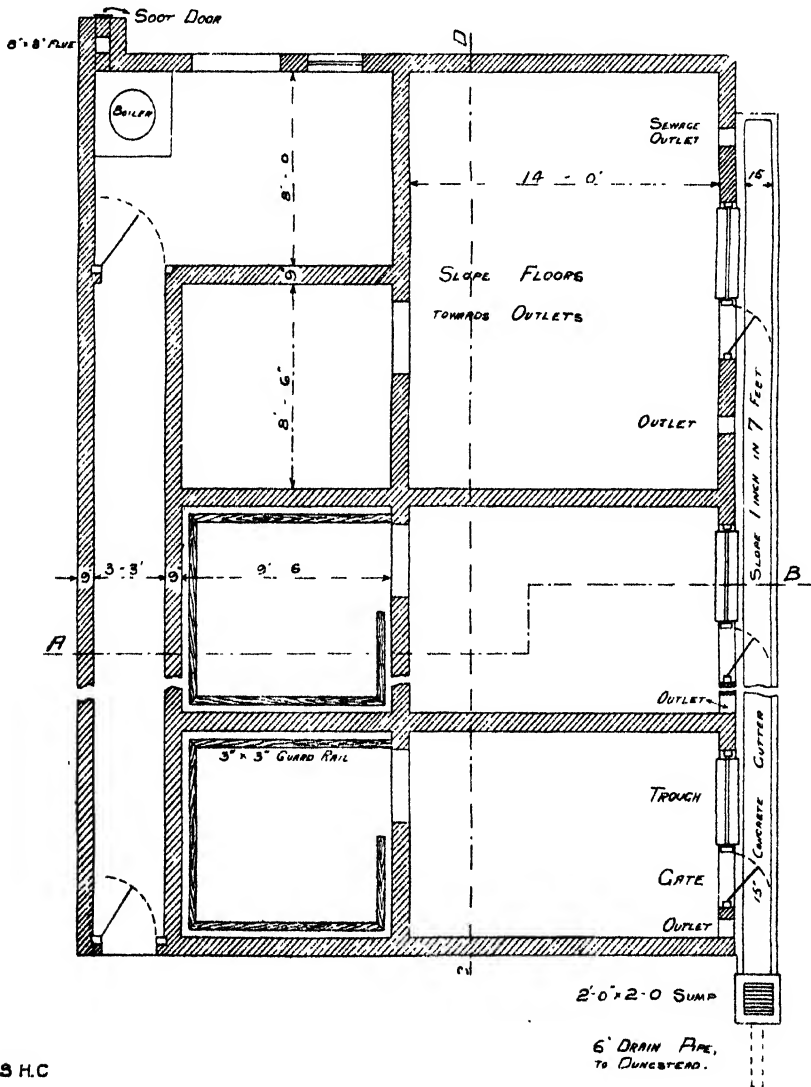 SOOT DOOR
8" × 8" FLUE
D
BOILER
SEWAGE
OUTLET
8'-0
14 - 0'
15
9"
SLOPE FLOORS
TOWARDS OUTLETS
8'-6"
OUTLET
SLOPE 1 INCH IN 7 FEET
9
3-3'
9"
9' 6
B
A
OUTLET
3" × 3" GUARD RAIL
TROUGH
15" CONCRETE GUTTER
GATE
OUTLET
C
2'-0" × 2-0 SUMP
6" DRAIN PIPE,
TO DUNGSTEAD.
3 H.C